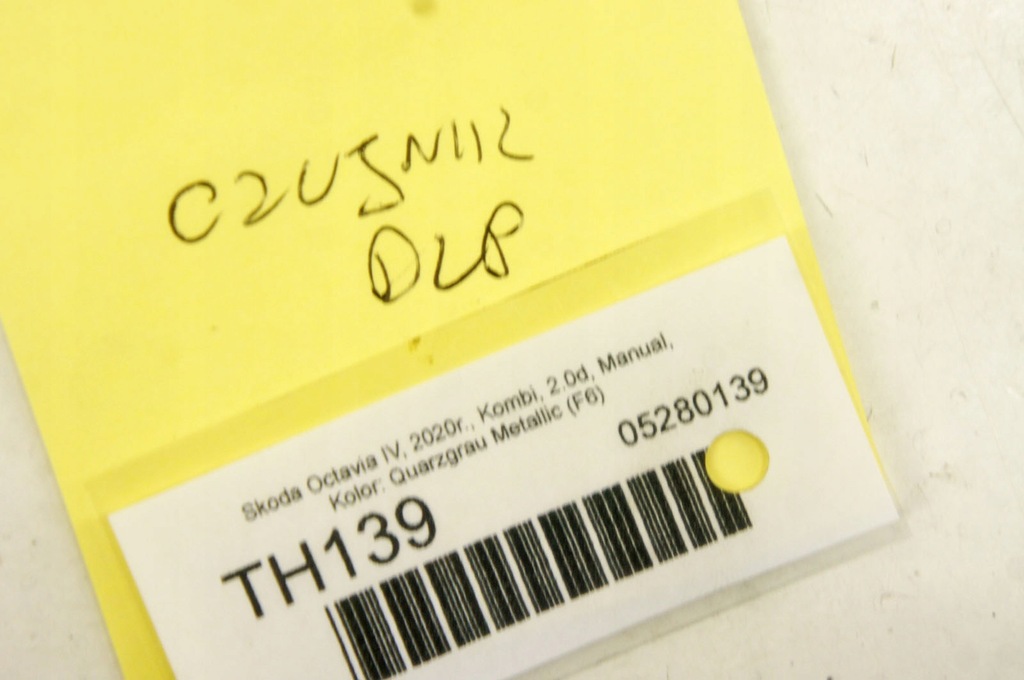 CZUJNIK
DLP
Skoda Octavia IV, 2020r., Kombi, 2.0d, Manual,
Kolor: Quarzgrau Metallic (F6)
05280139
TH139